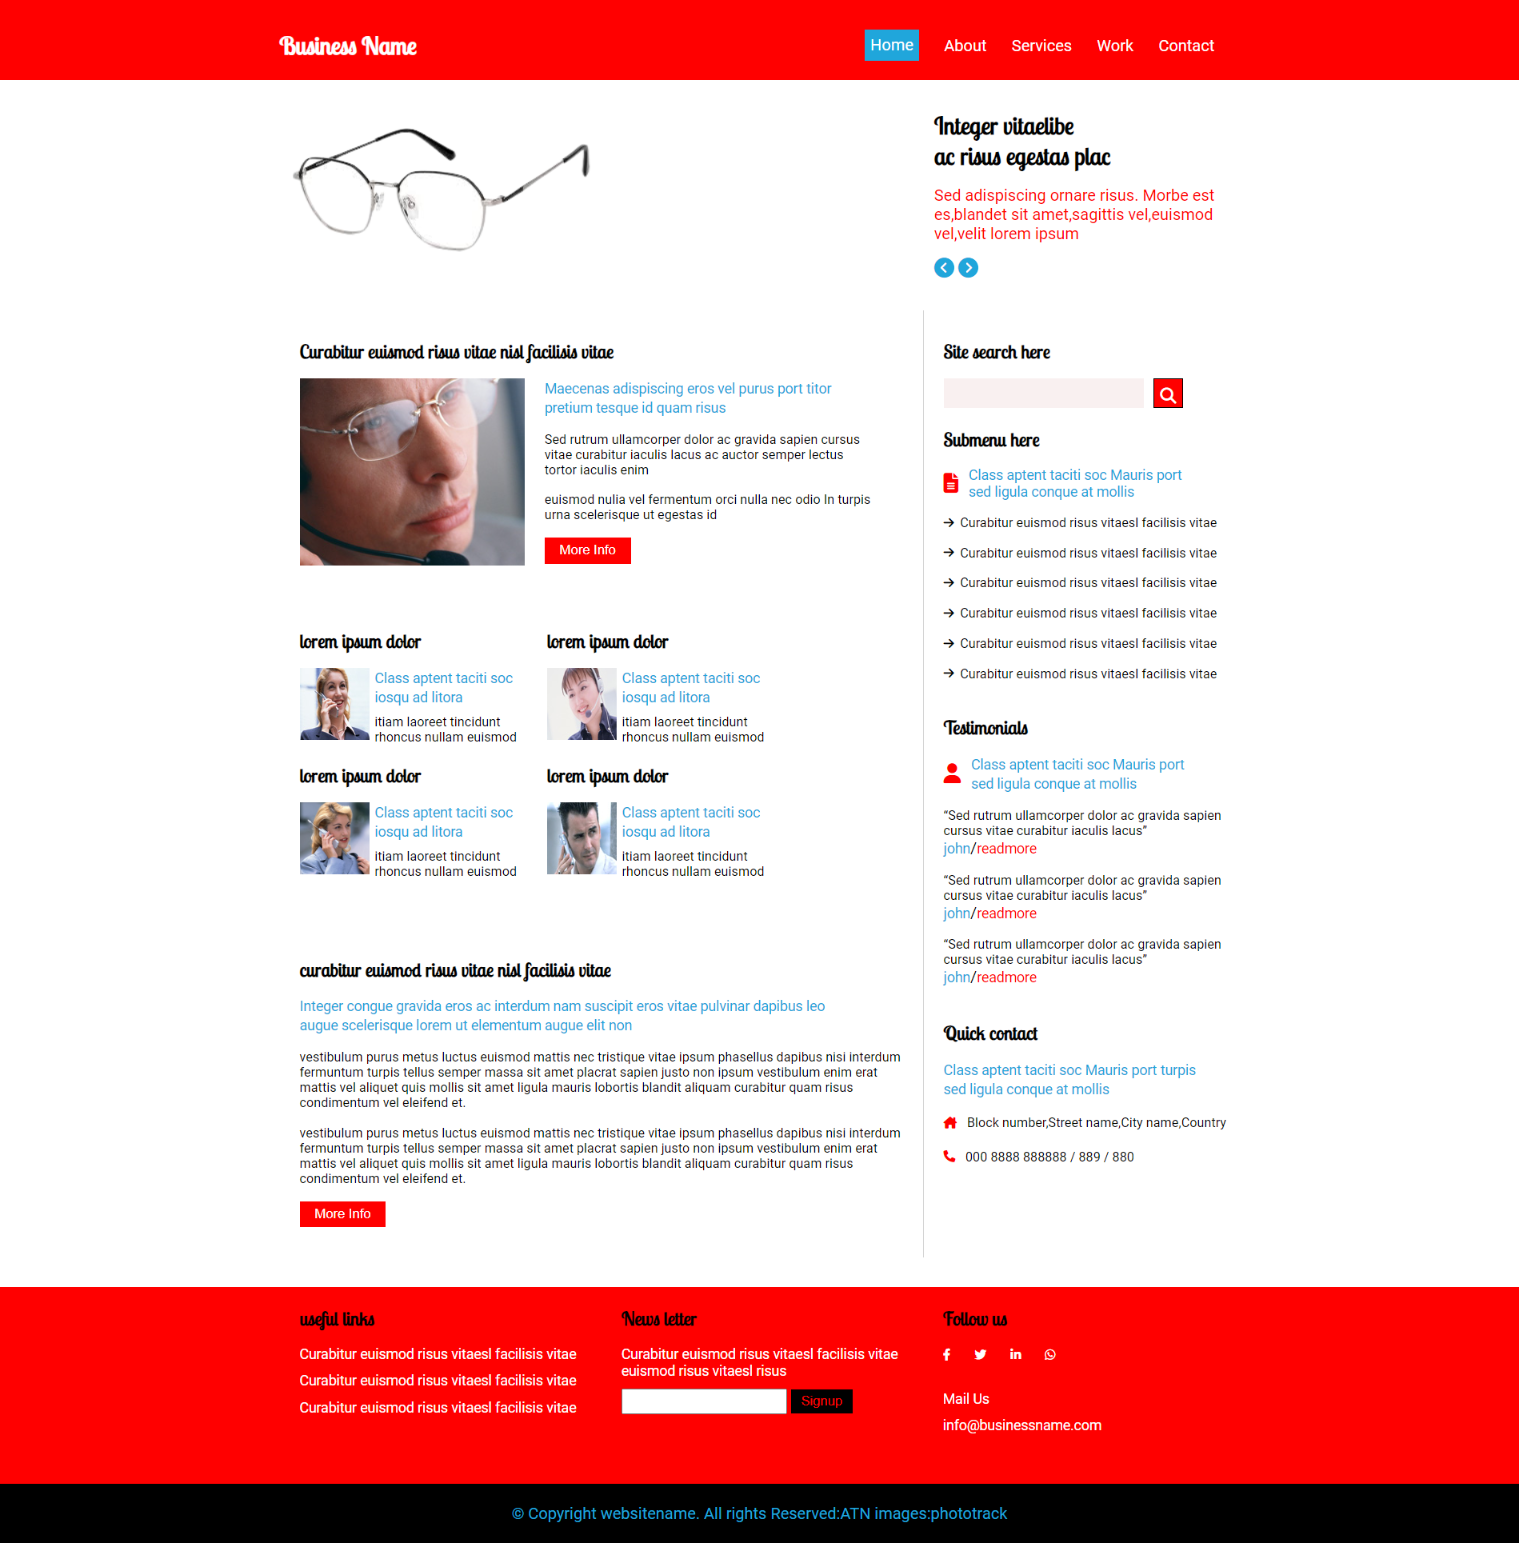 Business Name
Home About Services Work Contact
Integer vitaelibe
ac risus egestas plac
Sed adispiscing ornare risus. Morbe est
es,blandet sit amet,sagittis vel,euismod
vel,velit lorem ipsum
Curabitur euismod risus vitae nisl facilisis vitae
Maecenas adispiscing eros vel purus port titor
pretium tesque id quam risus
Sed rutrum ullamcorper dolor ac gravida sapien cursus
vitae curabitur iaculis lacus ac auctor semper lectus
tortor iaculis enim
euismod nulia vel fermentum orci nulla nec odio In turpis
urna scelerisque ut egestas id
More Info
lorem ipsum dolor
Class aptent taciti soc
iosqu ad litora
itiam laoreet tincidunt
rhoncus nullam euismod
lorem ipsum dolor
Class aptent taciti soc
iosqu ad litora
itiam laoreet tincidunt
rhoncus nullam euismod
lorem ipsum dolor
Class aptent taciti soc
iosqu ad litora
itiam laoreet tincidunt
rhoncus nullam euismod
lorem ipsum dolor
Class aptent taciti soc
iosqu ad litora
itiam laoreet tincidunt
rhoncus nullam euismod
curabitur euismod risus vitae nisl facilisis vitae
Integer congue gravida eros ac interdum nam suscipit eros vitae pulvinar dapibus leo
augue scelerisque lorem ut elementum augue elit non
vestibulum purus metus luctus euismod mattis nec tristique vitae ipsum phasellus dapibus nisi interdum
fermuntum turpis tellus semper massa sit amet placrat sapien justo non ipsum vestibulum enim erat
mattis vel aliquet quis mollis sit amet ligula mauris lobortis blandit aliquam curabitur quam risus
condimentum vel eleifend et.
vestibulum purus metus luctus euismod mattis nec tristique vitae ipsum phasellus dapibus nisi interdum
fermuntum turpis tellus semper massa sit amet placrat sapien justo non ipsum vestibulum enim erat
mattis vel aliquet quis mollis sit amet ligula mauris lobortis blandit aliquam curabitur quam risus
condimentum vel eleifend et.
More Info
Site search here
Submenu here
Class aptent taciti soc Mauris port
sed ligula conque at mollis
Curabitur euismod risus vitaesl facilisis vitae
Curabitur euismod risus vitaesl facilisis vitae
Curabitur euismod risus vitaesl facilisis vitae
Curabitur euismod risus vitaesl facilisis vitae
Curabitur euismod risus vitaesl facilisis vitae
Curabitur euismod risus vitaesl facilisis vitae
Testimonials
Class aptent taciti soc Mauris port
sed ligula conque at mollis
“Sed rutrum ullamcorper dolor ac gravida sapien
cursus vitae curabitur iaculis lacus”
john/readmore
“Sed rutrum ullamcorper dolor ac gravida sapien
cursus vitae curabitur iaculis lacus”
john/readmore
“Sed rutrum ullamcorper dolor ac gravida sapien
cursus vitae curabitur iaculis lacus”
john/readmore
Quick contact
Class aptent taciti soc Mauris port turpis
sed ligula conque at mollis
Block number,Street name,City name,Country
000 8888 888888 / 889 / 880
useful links
Curabitur euismod risus vitaesl facilisis vitae
Curabitur euismod risus vitaesl facilisis vitae
Curabitur euismod risus vitaesl facilisis vitae
News letter
Curabitur euismod risus vitaesl facilisis vitae
euismod risus vitaesl risus
Signup
Follow us
Mail Us
info@businessname.com
© Copyright websitename. All rights Reserved:ATN images:phototrack